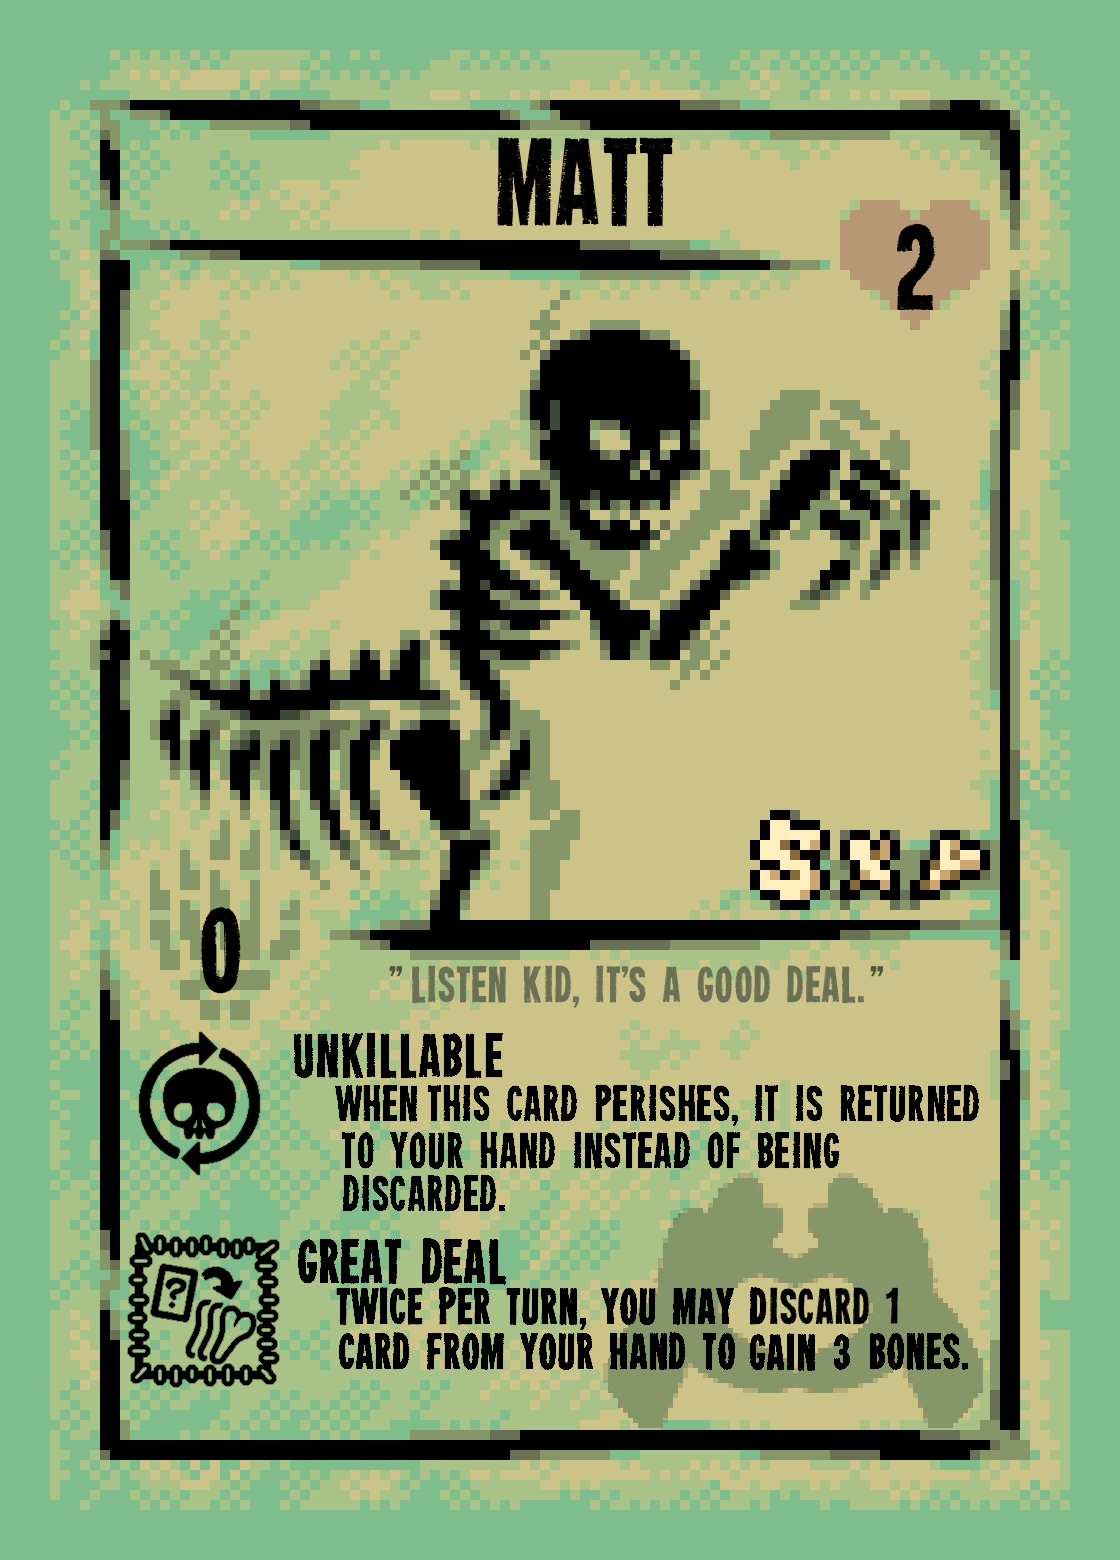 MATT
2
5 X
0
" LISTEN KID, IT'S A GOOD DEAL. "
UNKILLABLE
WHEN THIS CARD PERISHES, IT IS RETURNED
TO YOUR HAND INSTEAD OF BEING
DISCARDED.
?
GREAT DEAL
TWICE PER TURN, YOU MAY DISCARD 1
CARD FROM YOUR HAND TO GAIN 3 BONES.